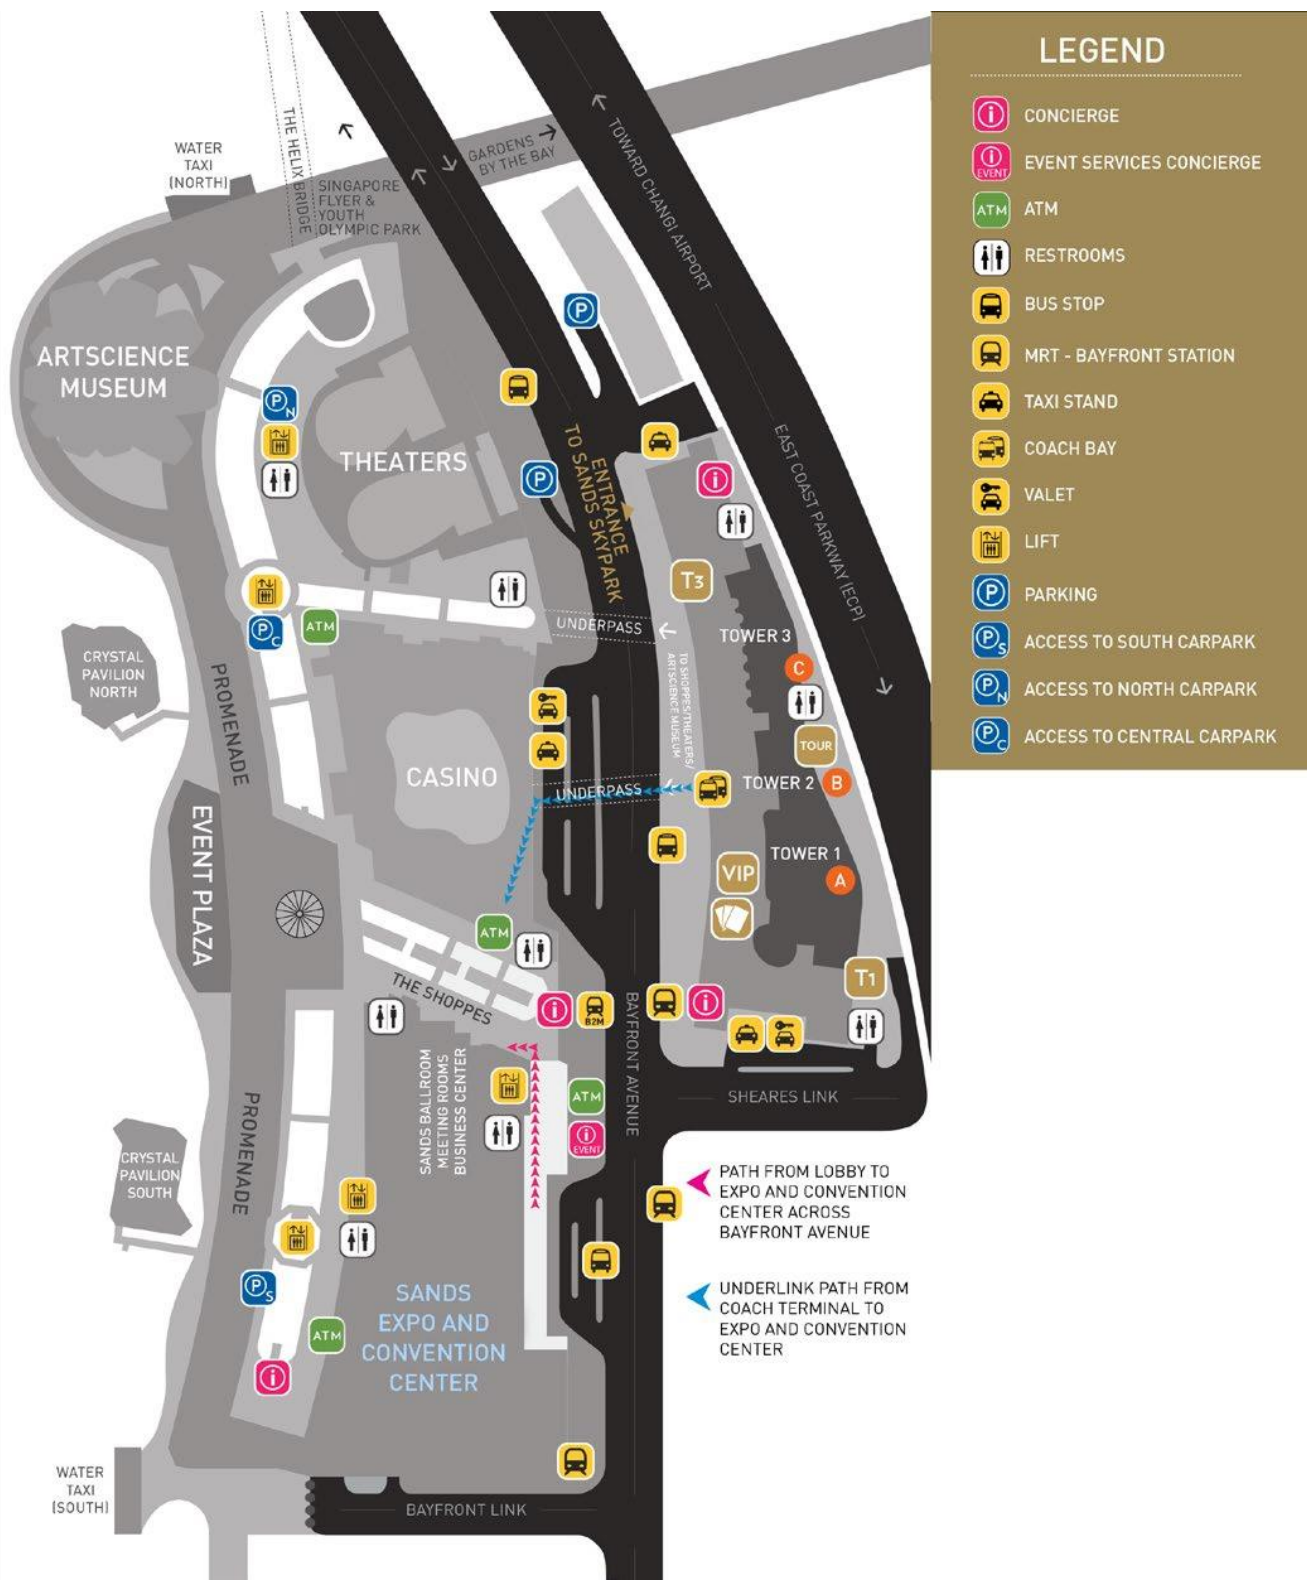 LEGEND
CONCIERGE
EVENT
EVENT SERVICES CONCIERGE
ATM
ATM
RESTROOMS
BUS STOP
MRT - BAYFRONT STATION
TAXI STAND
COACH BAY
VALET
LIFT
P
PARKING
PS
ACCESS TO SOUTH CARPARK
PN
ACCESS TO NORTH CARPARK
PC
ACCESS TO CENTRAL CARPARK
WATER
TAXI
(NORTH)
THE HELIX BRIDGE
SINGAPORE
FLYER &
YOUTH
OLYMPIC PARK
GARDENS
BY THE BAY
TOWARD CHANGI AIRPORT
EAST COAST PARKWAY (ECP)
P
ARTSCIENCE
MUSEUM
PN
THEATERS
P
ENTRANCE
TO SANDS SKYPARK
T3
PC
ATM
UNDERPASS
TOWER 3
C
TO SHOPPES/THEATERS/
ARTSCIENCE MUSEUM
CRYSTAL
PAVILION
NORTH
PROMENADE
TOUR
CASINO
UNDERPASS
TOWER 2
B
TOWER 1
A
VIP
EVENT PLAZA
ATM
T1
THE SHOPPES
B2M
BAYFRONT AVENUE
SANDS BALLROOM
MEETING ROOMS
BUSINESS CENTER
ATM
EVENT
SHEARES LINK
PROMENADE
CRYSTAL
PAVILION
SOUTH
PATH FROM LOBBY TO
EXPO AND CONVENTION
CENTER ACROSS
BAYFRONT AVENUE
PS
SANDS
EXPO AND
CONVENTION
CENTER
UNDERLINK PATH FROM
COACH TERMINAL TO
EXPO AND CONVENTION
CENTER
ATM
WATER
TAXI
(SOUTH)
BAYFRONT LINK